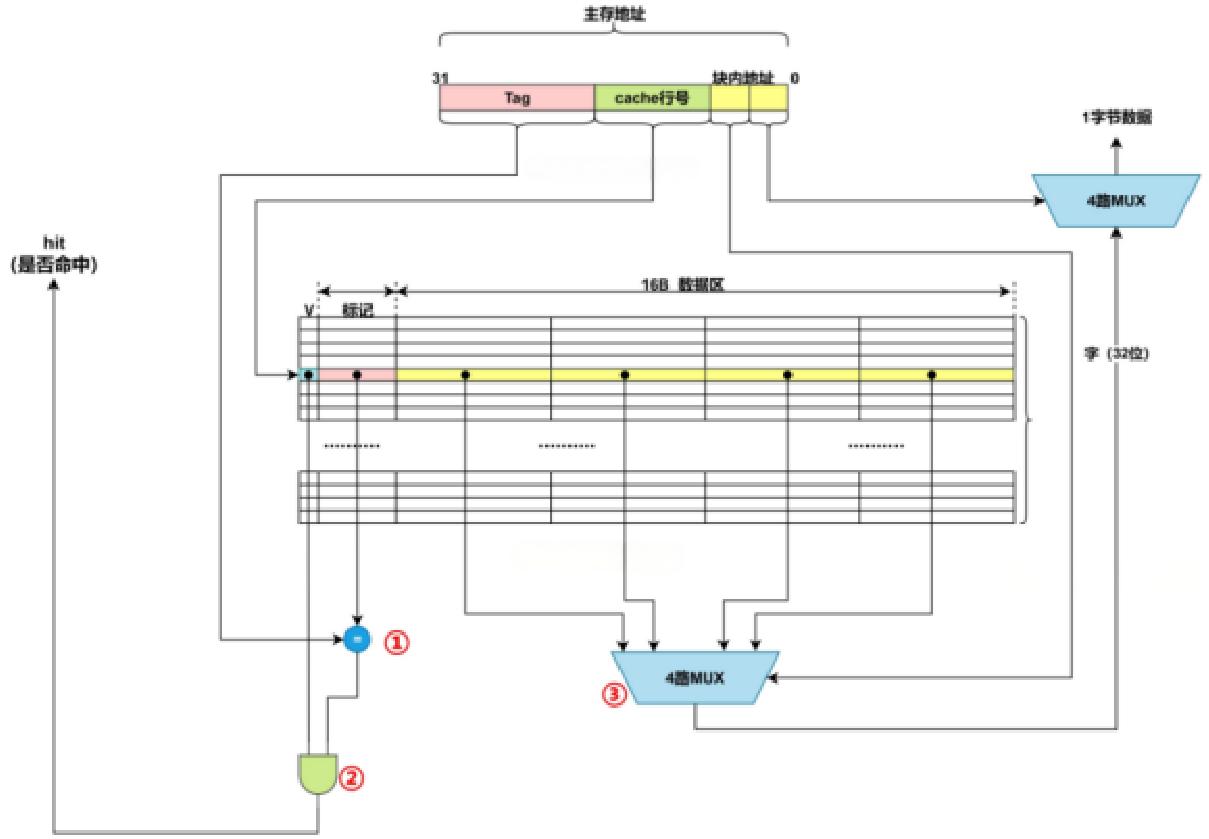 主存地址
31
块内地址
0
Tag
cache行号
1字节数据
4路MUX
hit
(是否命中)
16B 数据区
V
标记
字 (32位)
............
............
............
=
①
4路MUX
③
②